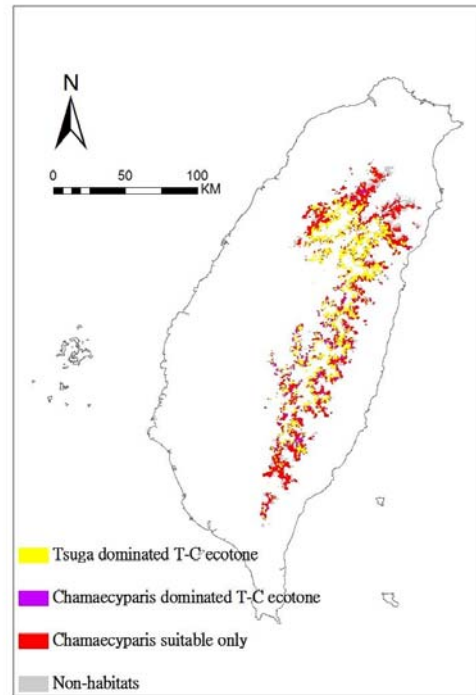 N
0 50 100
KM
Tsuga dominated T-C ecotone
Chamaecyparis dominated T-C ecotone
Chamaecyparis suitable only
Non-habitats